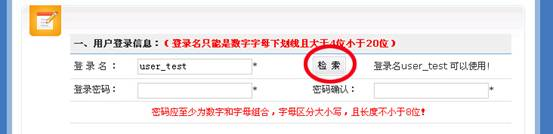 一、用户登录信息：（登录名只能是数字字母下划线且大于4位小于20位）
登 录 名： user_test * 检 索 登录名user_test 可以使用！
登录密码： * 密码确认： *
密码应至少为数字和字母组合，字母区分大小写，且长度不小于8位！